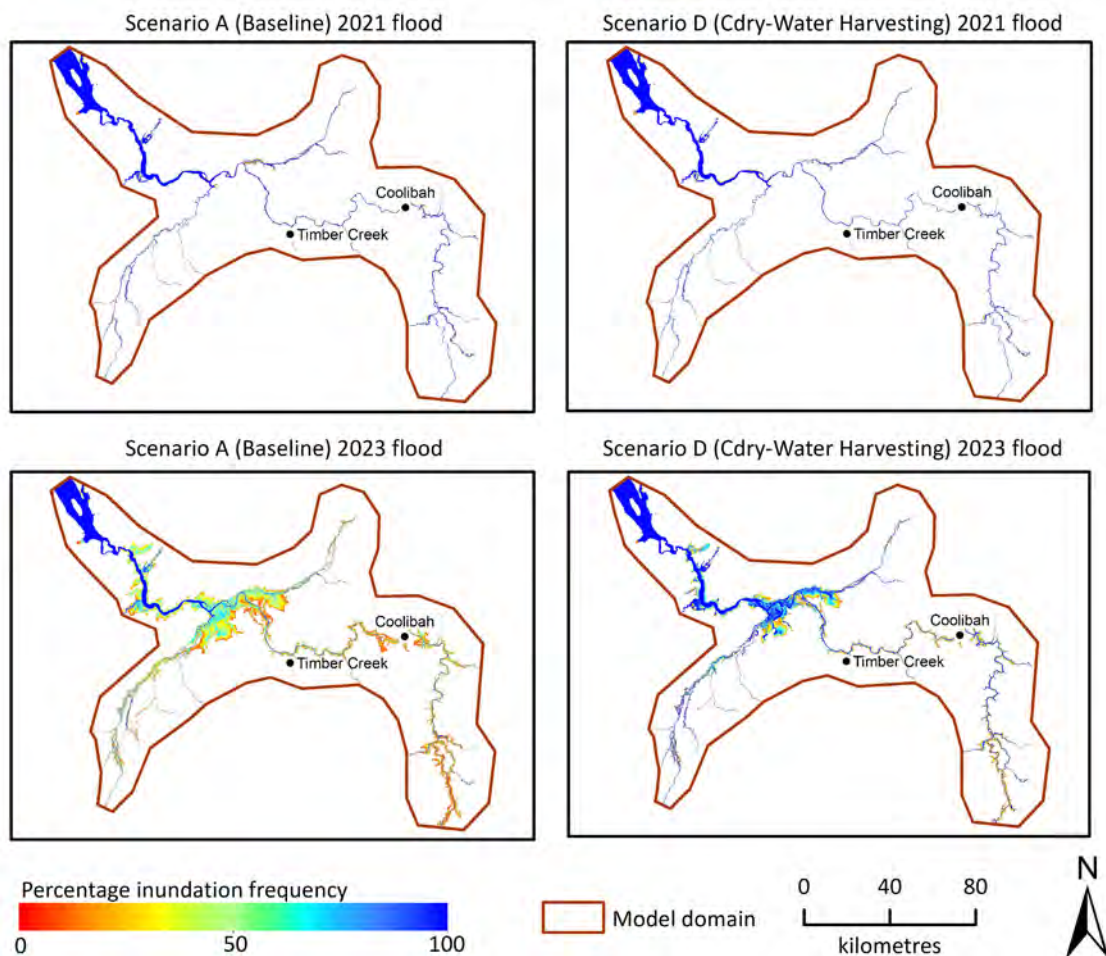 Scenario A (Baseline) 2021 flood
Scenario D (Cdry-Water Harvesting) 2021 flood
Coolibah
Timber Creek
Coolibah
Timber Creek
Scenario A (Baseline) 2023 flood
Scenario D (Cdry-Water Harvesting) 2023 flood
Coolibah
Timber Creek
Coolibah
Timber Creek
Percentage inundation frequency
0 50 100
Model domain
0 40 80
kilometres
N